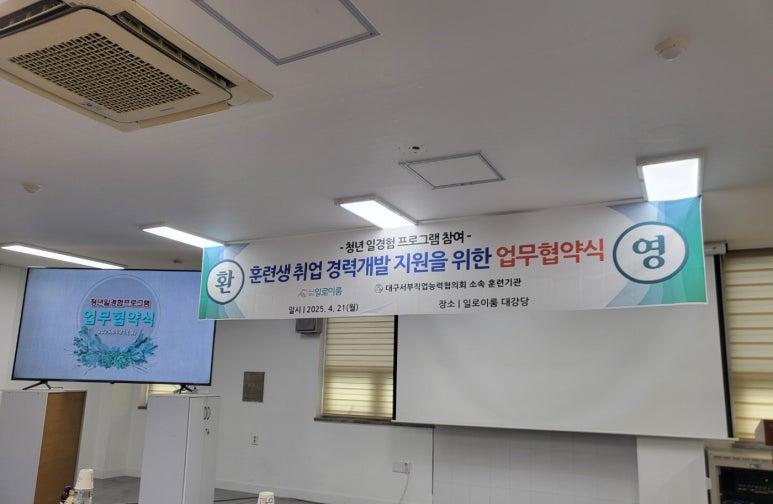 - 청년 일경험 프로그램 참여 -
환 훈련생 취업 경력개발 지원을 위한 업무협약식 영
일로이룸 대구서부직업능력협의회 소속 훈련기관
일시 | 2025. 4. 21(월) 장소 | 일로이룸 대강당
청년일경험프로그램
업무협약식